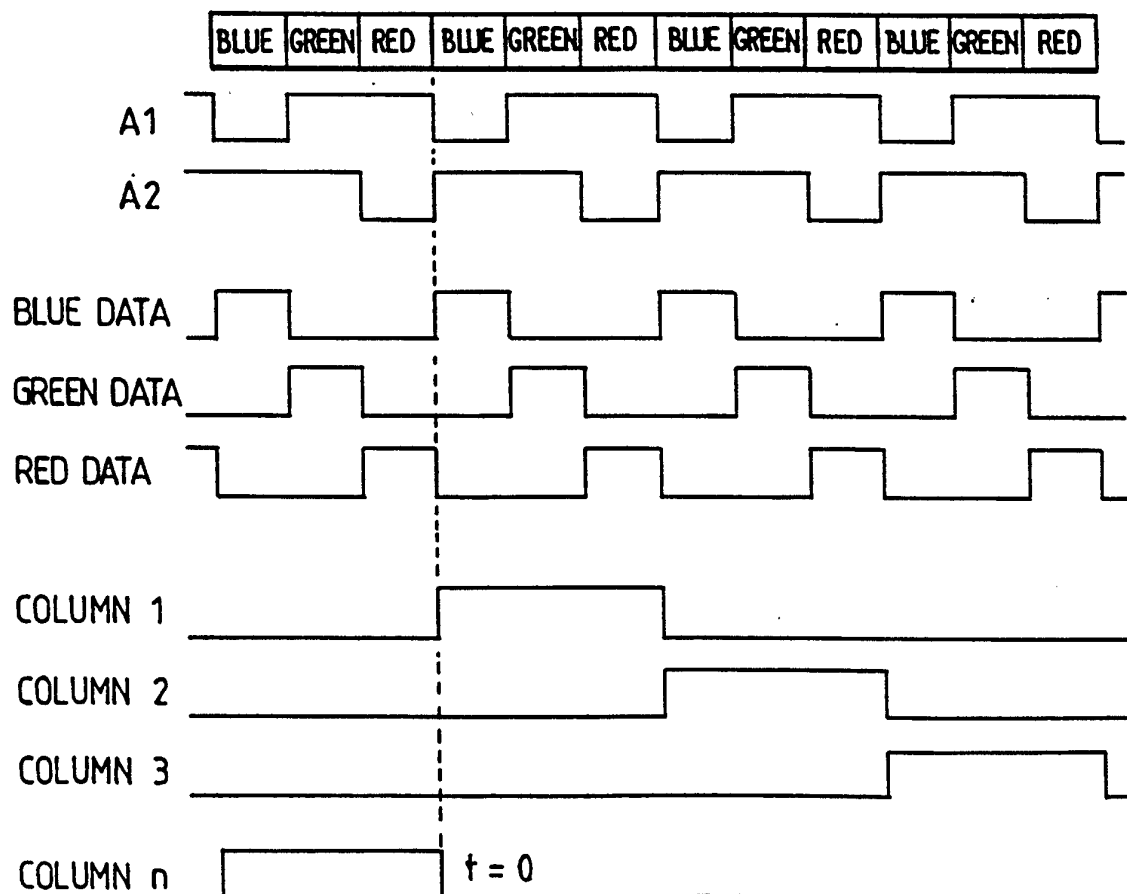 BLUE GREEN RED BLUE GREEN RED BLUE GREEN RED BLUE GREEN RED
A1
A2
BLUE DATA
GREEN DATA
RED DATA
COLUMN 1
COLUMN 2
COLUMN 3
COLUMN n t = 0